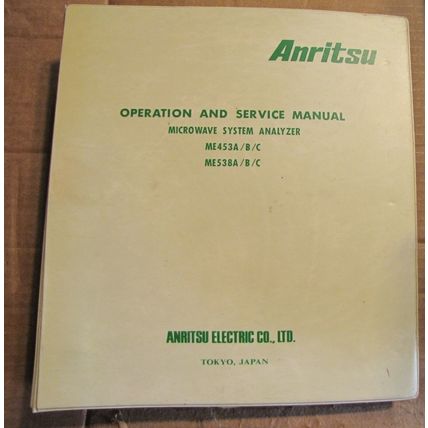 Anritsu
OPERATION AND SERVICE MANUAL
MICROWAVE SYSTEM ANALYZER
ME453A/B/C
ME538A/B/C
ANRITSU ELECTRIC CO., LTD.
TOKYO, JAPAN